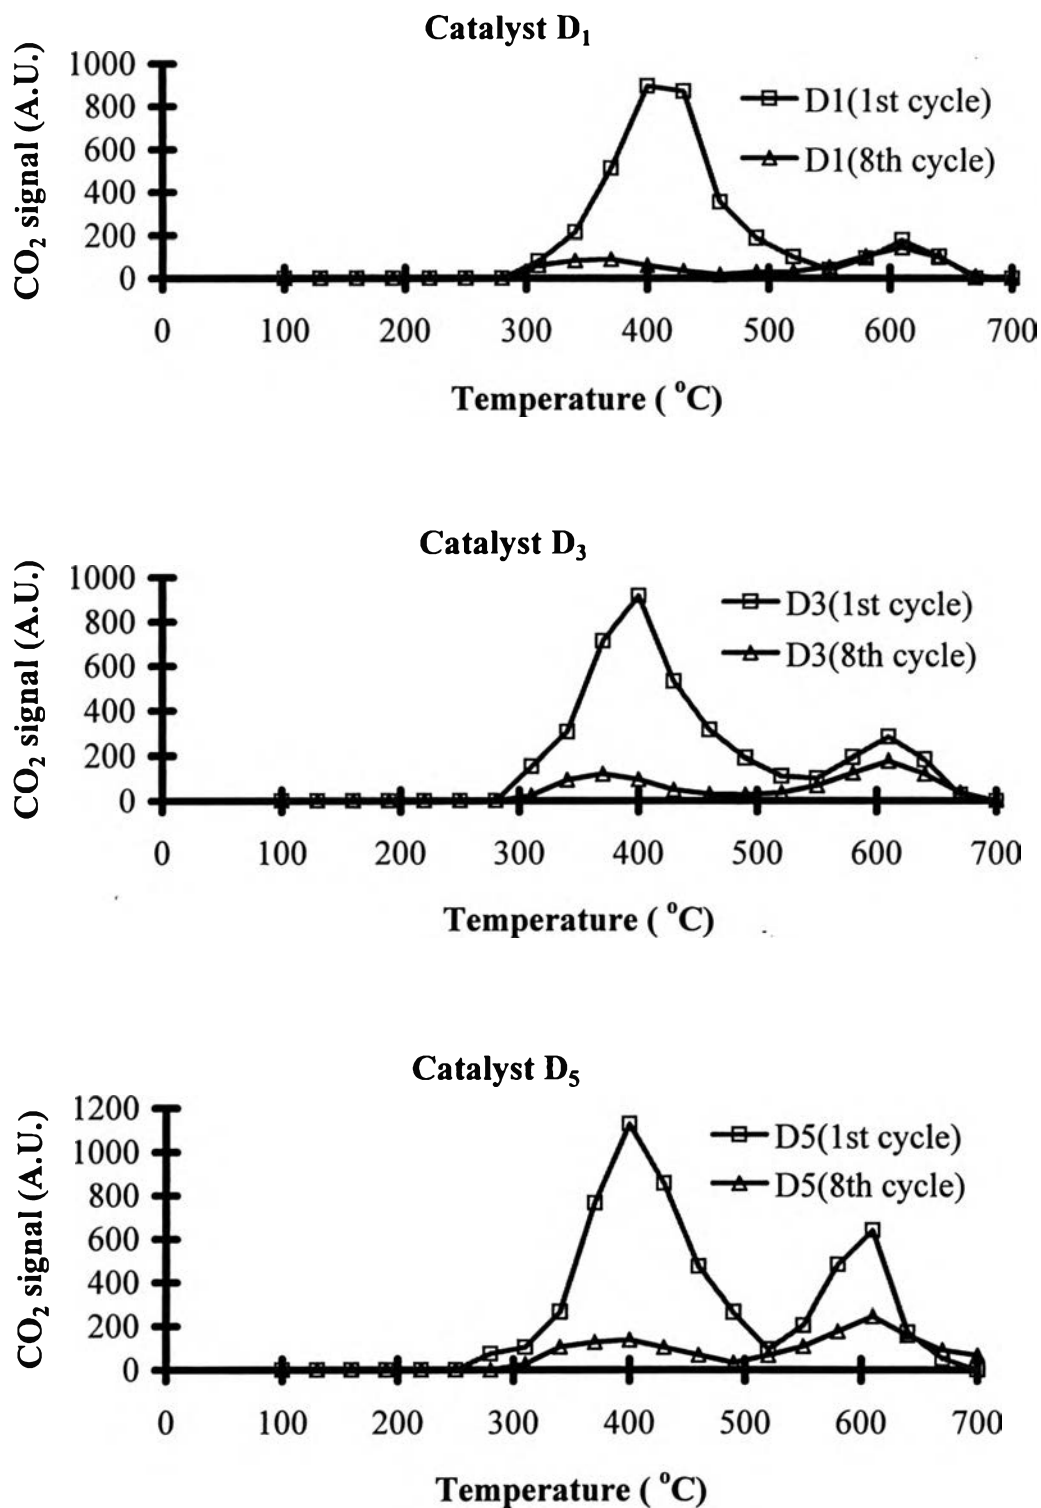 Catalyst D₁
CO₂ signal (A.U.)
1000
800
600
400
200
0
D1(1st cycle)
D1(8th cycle)
0 100 200 300 400 500 600 700
Temperature ( °C)
Catalyst D₃
CO₂ signal (A.U.)
1000
800
600
400
200
0
D3(1st cycle)
D3(8th cycle)
0 100 200 300 400 500 600 700
Temperature ( °C)
Catalyst D₅
CO₂ signal (A.U.)
1200
1000
800
600
400
200
0
D5(1st cycle)
D5(8th cycle)
0 100 200 300 400 500 600 700
Temperature ( °C)